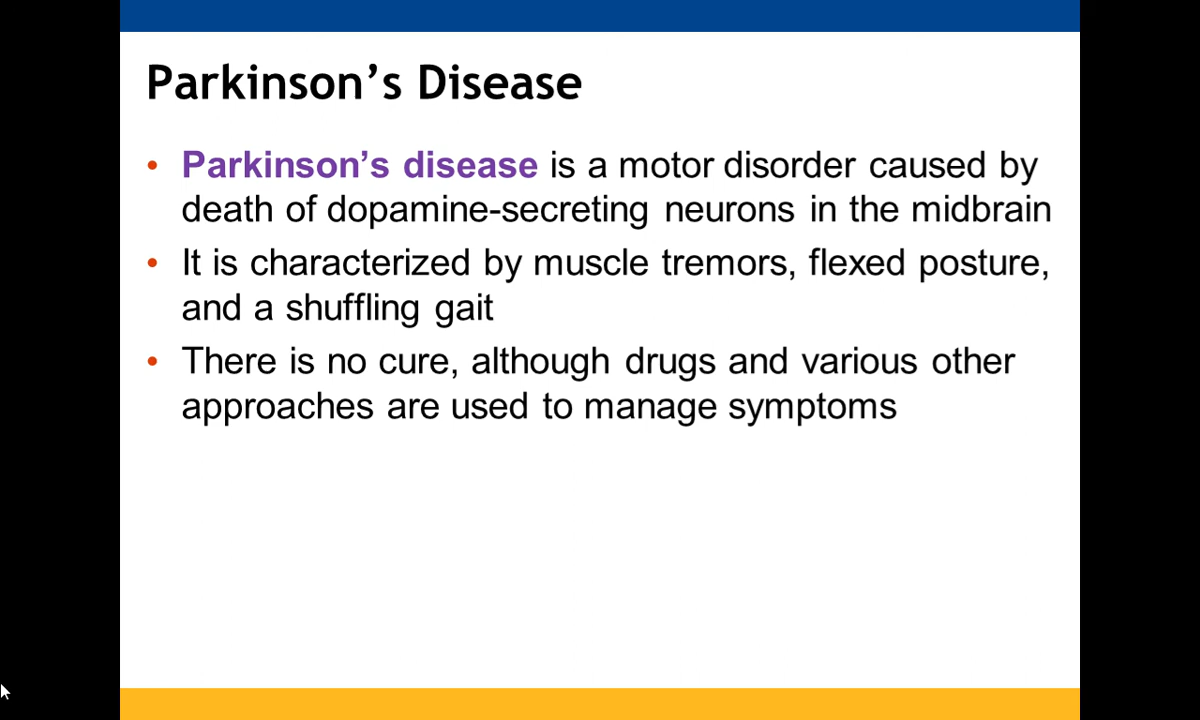 Parkinson’s Disease
• Parkinson’s disease is a motor disorder caused by
death of dopamine-secreting neurons in the midbrain
• It is characterized by muscle tremors, flexed posture,
and a shuffling gait
• There is no cure, although drugs and various other
approaches are used to manage symptoms